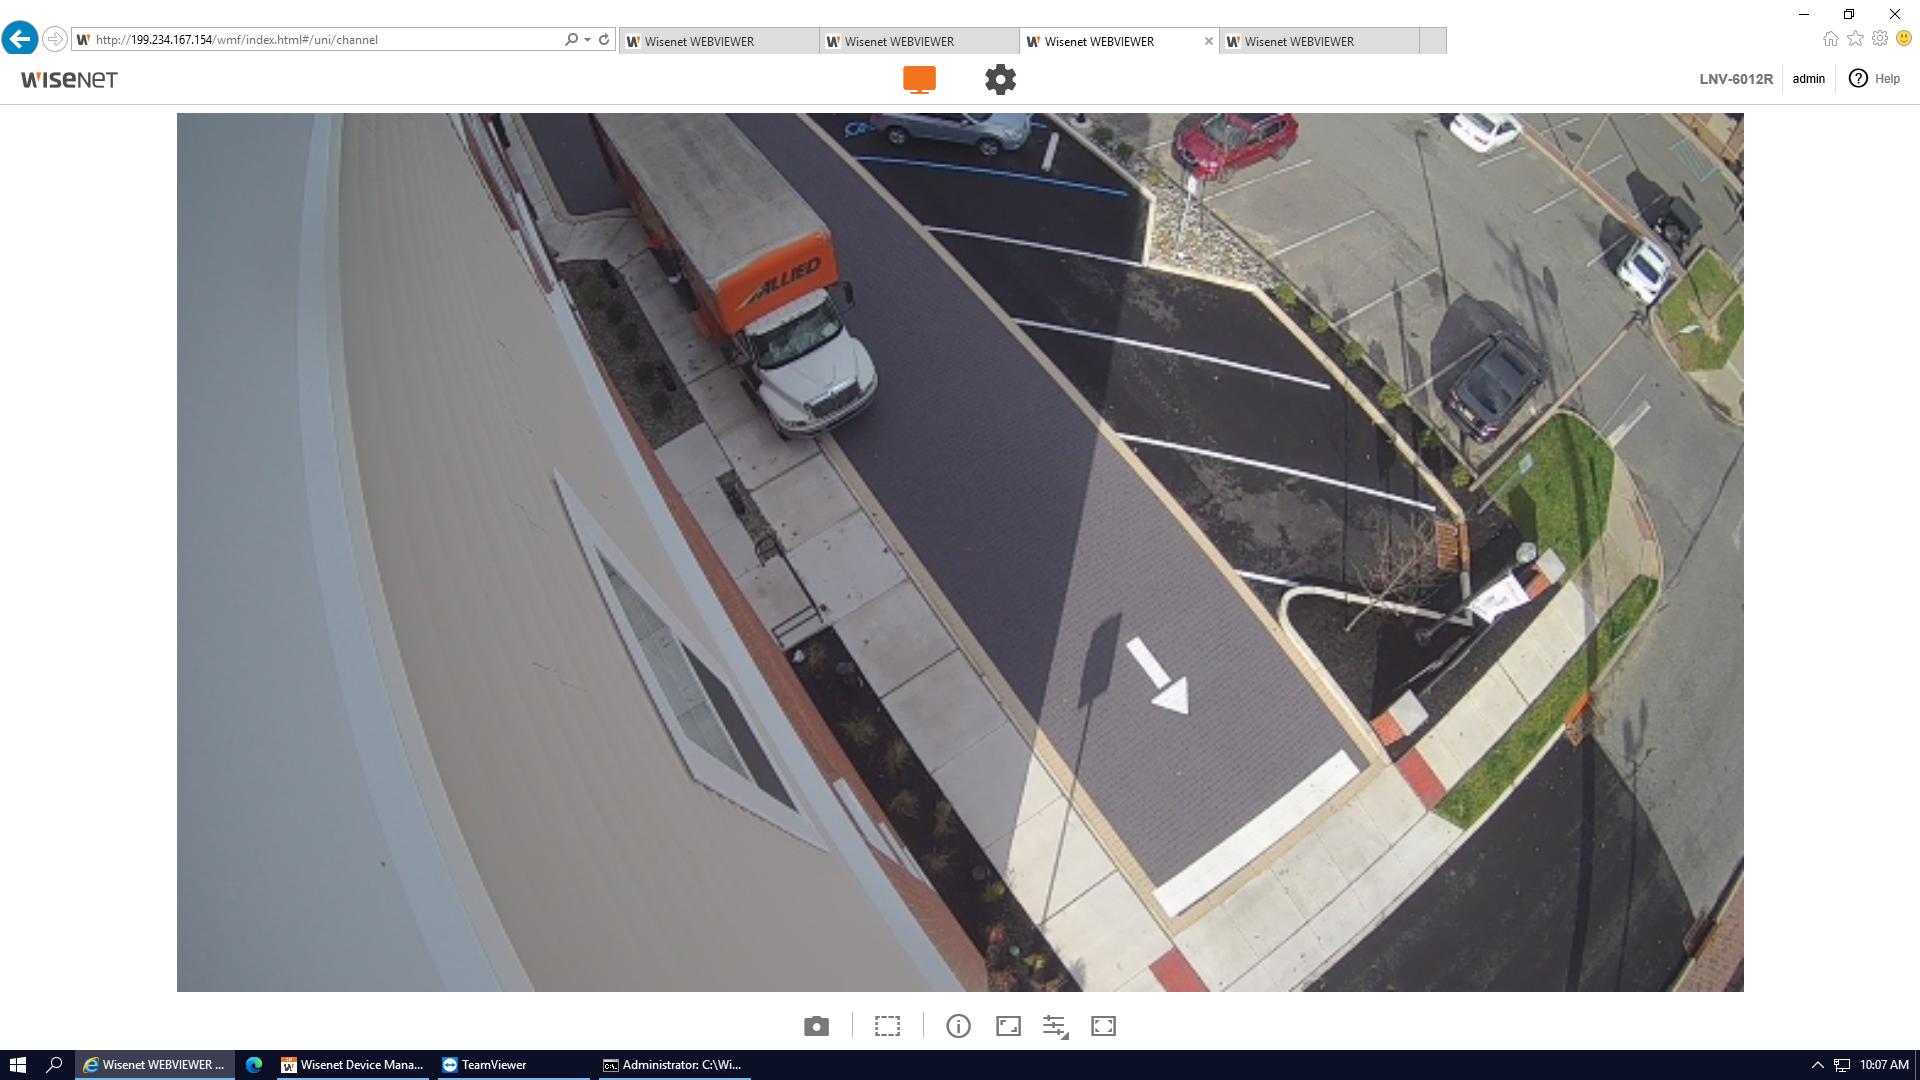 http://199.234.167.154/wmf/index.html#/uni/channel
Wisenet WEBVIEWER
Wisenet WEBVIEWER
Wisenet WEBVIEWER
Wisenet WEBVIEWER
WISENET
LNV-6012R
admin
Help
ALLIED
Wisenet WEBVIEWER ...
Wisenet Device Mana...
TeamViewer
Administrator: C:\Wi...
10:07 AM